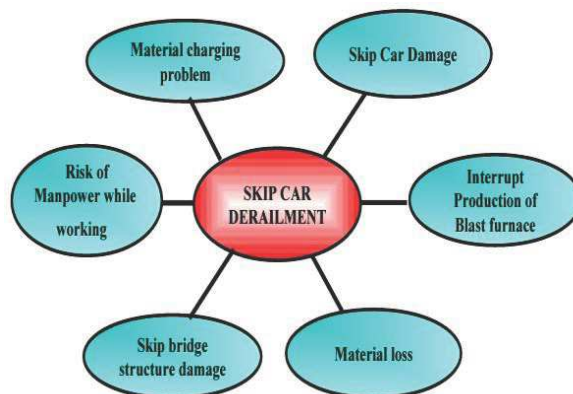 Material charging
problem
Skip Car Damage
Risk of
Manpower while
working
SKIP CAR
DERAILMENT
Interrupt
Production of
Blast furnace
Skip bridge
structure damage
Material loss